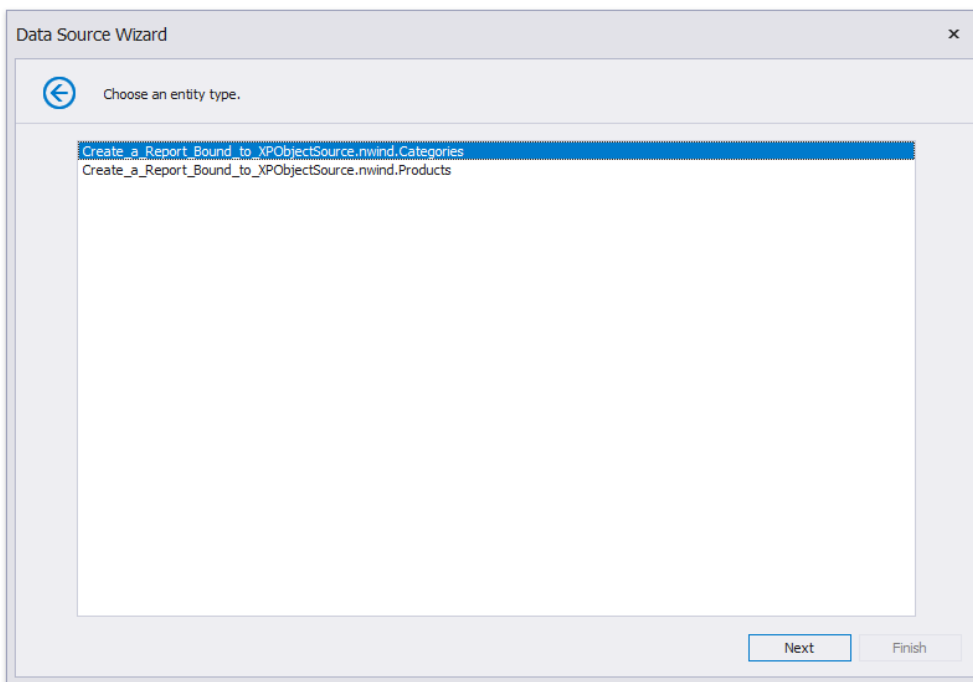 Data Source Wizard
Choose an entity type.
Create_a_Report_Bound_to_XPObjectSource.nwind.Categories
Create_a_Report_Bound_to_XPObjectSource.nwind.Products
Next
Finish